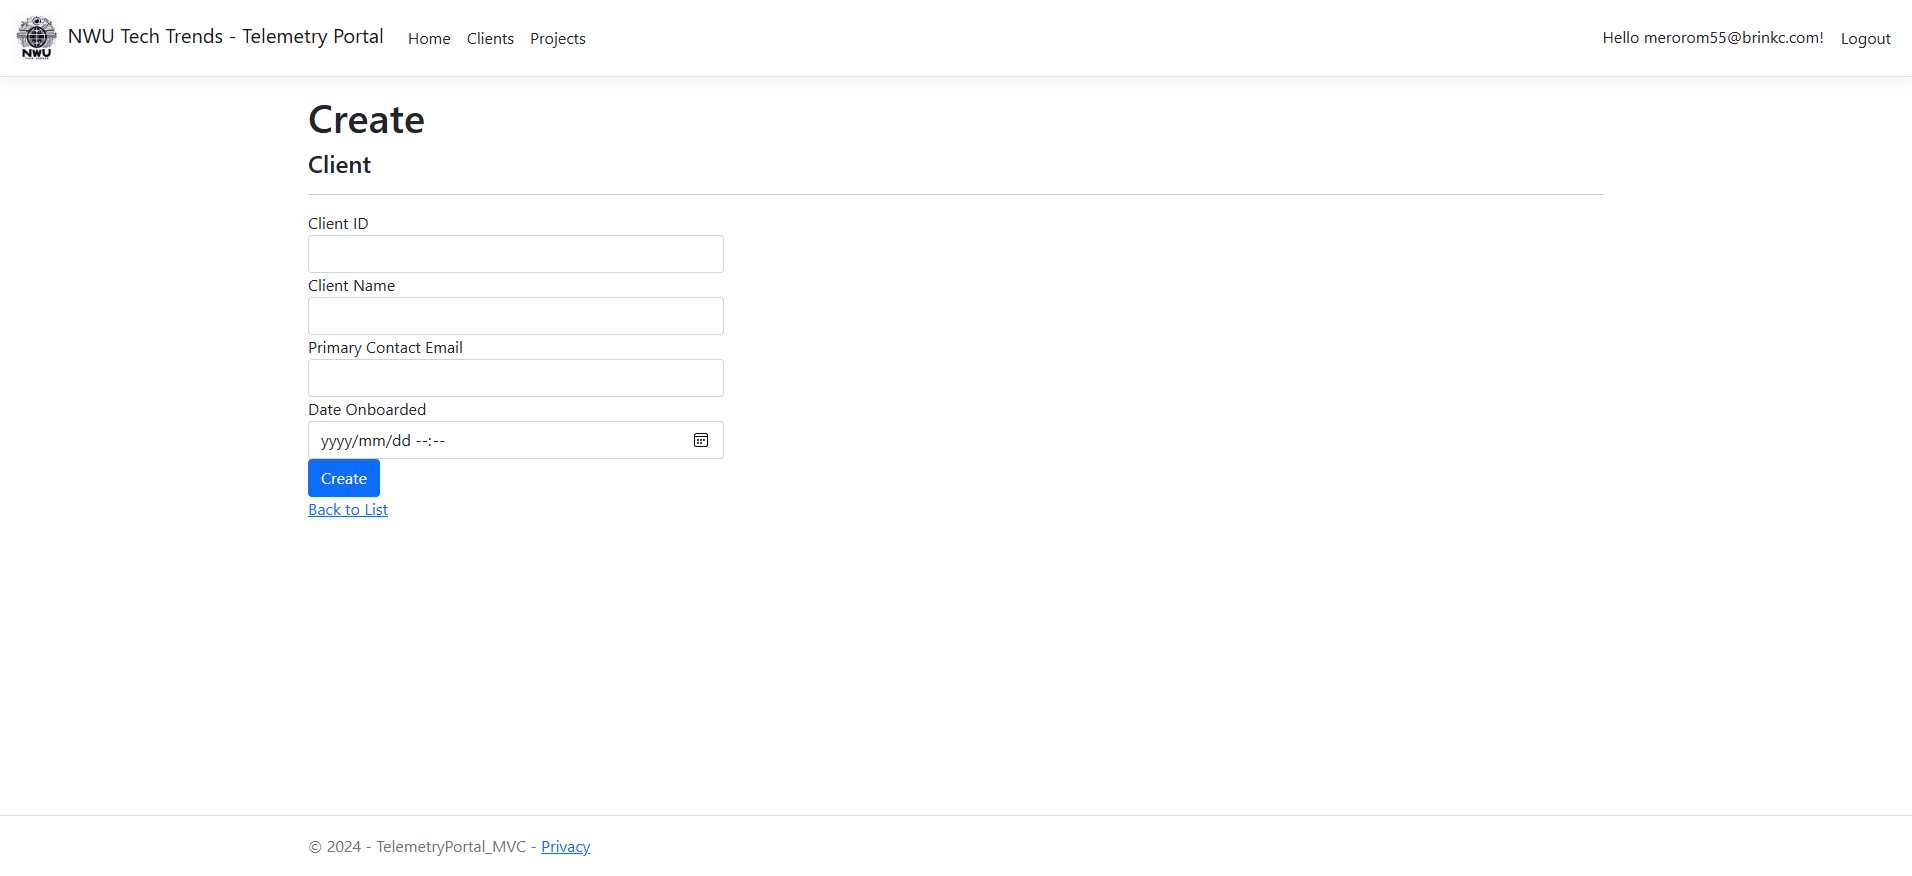 NWU
NWU Tech Trends - Telemetry Portal
Home
Clients
Projects
Hello merorom55@brinkc.com!
Logout
Create
Client
Client ID
Client Name
Primary Contact Email
Date Onboarded
yyyy/mm/dd --:--
Create
Back to List
© 2024 - TelemetryPortal_MVC - Privacy